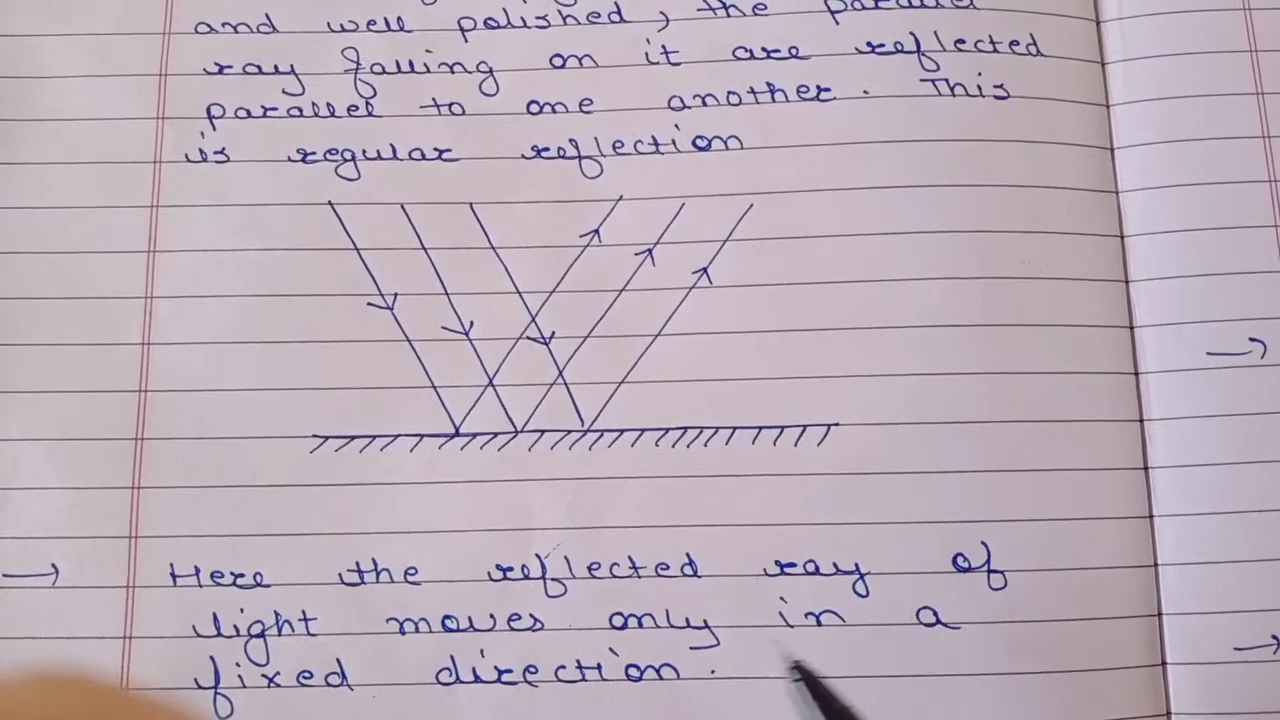 and well polished, the parallel
ray falling on it are reflected
parallel to one another. This
is regular reflection
→ Here the reflected ray of
light moves only in a
fixed direction.